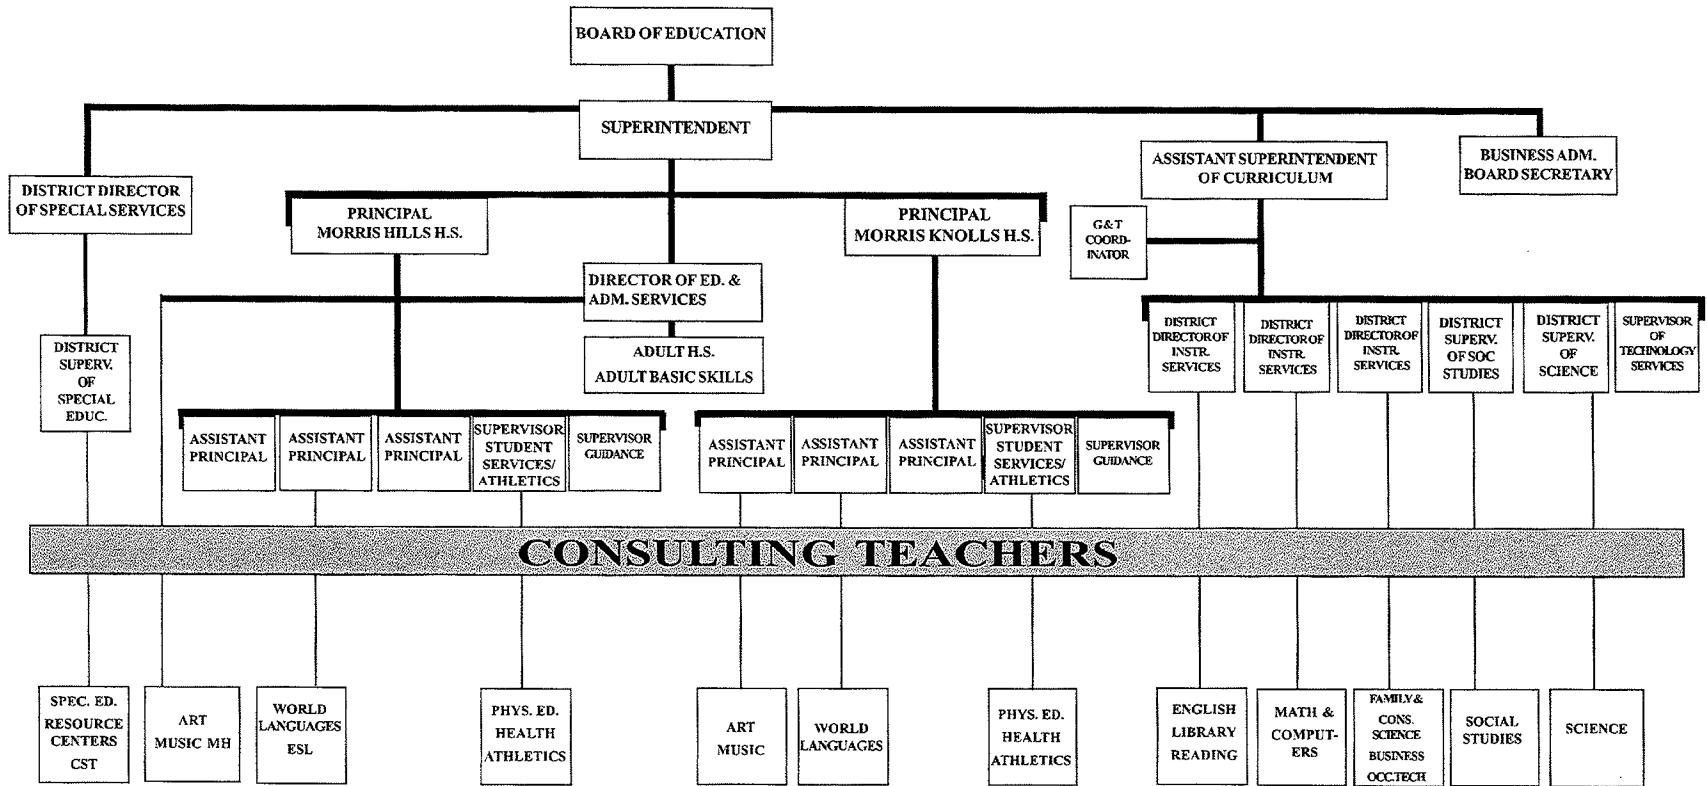 BOARD OF EDUCATION
SUPERINTENDENT
ASSISTANT SUPERINTENDENT
OF CURRICULUM
BUSINESS ADM.
BOARD SECRETARY
DISTRICT DIRECTOR
OF SPECIAL SERVICES
PRINCIPAL
MORRIS HILLS H.S.
PRINCIPAL
MORRIS KNOLLS H.S.
G&T
COORD-
INATOR
DIRECTOR OF ED. &
ADM. SERVICES
ADULT H.S.
ADULT BASIC SKILLS
DISTRICT
SUPERV.
OF
SPECIAL
EDUC.
DISTRICT
DIRECTOR OF
INSTR.
SERVICES
DISTRICT
DIRECTOR OF
INSTR.
SERVICES
DISTRICT
DIRECTOR OF
INSTR.
SERVICES
DISTRICT
SUPERV.
OF SOC
STUDIES
DISTRICT
SUPERV.
OF
SCIENCE
SUPERVISOR
OF
TECHNOLOGY
SERVICES
ASSISTANT
PRINCIPAL
ASSISTANT
PRINCIPAL
ASSISTANT
PRINCIPAL
SUPERVISOR
STUDENT
SERVICES/
ATHLETICS
SUPERVISOR
GUIDANCE
ASSISTANT
PRINCIPAL
ASSISTANT
PRINCIPAL
ASSISTANT
PRINCIPAL
SUPERVISOR
STUDENT
SERVICES/
ATHLETICS
SUPERVISOR
GUIDANCE
CONSULTING TEACHERS
SPEC. ED.
RESOURCE
CENTERS
CST
ART
MUSIC MH
WORLD
LANGUAGES
ESL
PHYS. ED.
HEALTH
ATHLETICS
ART
MUSIC
WORLD
LANGUAGES
PHYS. ED.
HEALTH
ATHLETICS
ENGLISH
LIBRARY
READING
MATH &
COMPUT-
ERS
FAMILY &
CONS.
SCIENCE
BUSINESS
OCC.TECH
SOCIAL
STUDIES
SCIENCE